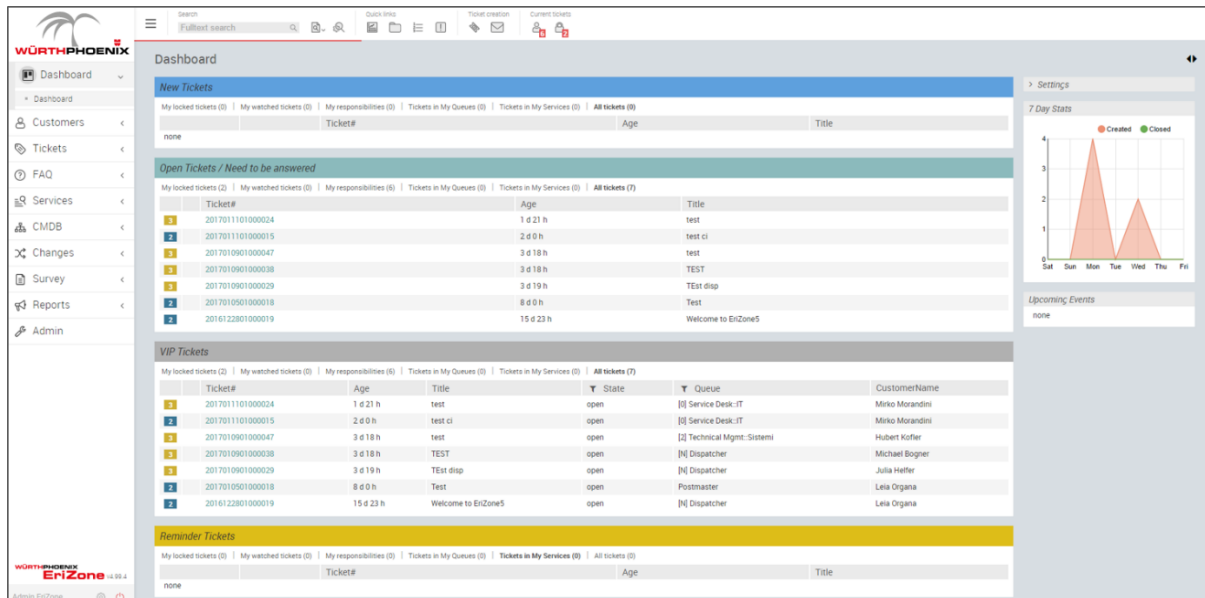 WÜRTHPHOENIX
Dashboard
Dashboard
Customers
Tickets
FAQ
Services
CMDB
Changes
Survey
Reports
Admin
WÜRTHPHOENIX
EriZone
Admin EriZone
Search
Fulltext search
Quick links
Ticket creation
Current tickets
Dashboard
New Tickets
My locked tickets (0) | My watched tickets (0) | My responsibilities (0) | Tickets in My Queues (0) | Tickets in My Services (0) | All tickets (0)
Ticket# Age Title
none
Open Tickets / Need to be answered
My locked tickets (2) | My watched tickets (0) | My responsibilities (6) | Tickets in My Queues (0) | Tickets in My Services (0) | All tickets (7)
Ticket# Age Title
3 2017011101000024 1 d 21 h test
2 2017011101000015 2 d 0 h test ci
3 2017010901000047 3 d 18 h test
3 2017010901000038 3 d 18 h TEST
3 2017010901000029 3 d 19 h TEst disp
2 2017010501000018 8 d 0 h Test
2 2016122801000019 15 d 23 h Welcome to EriZone5
VIP Tickets
My locked tickets (2) | My watched tickets (0) | My responsibilities (6) | Tickets in My Queues (0) | Tickets in My Services (0) | All tickets (7)
Ticket# Age Title State Queue CustomerName
3 2017011101000024 1 d 21 h test open [0] Service Desk::IT Mirko Morandini
2 2017011101000015 2 d 0 h test ci open [0] Service Desk::IT Mirko Morandini
3 2017010901000047 3 d 18 h test open [2] Technical Mgmt::Sistemi Hubert Kofler
3 2017010901000038 3 d 18 h TEST open [N] Dispatcher Michael Bogner
3 2017010901000029 3 d 19 h TEst disp open [N] Dispatcher Julia Helfer
2 2017010501000018 8 d 0 h Test open Postmaster Leia Organa
2 2016122801000019 15 d 23 h Welcome to EriZone5 open [N] Dispatcher Leia Organa
Reminder Tickets
My locked tickets (0) | My watched tickets (0) | My responsibilities (0) | Tickets in My Queues (0) | Tickets in My Services (0) | All tickets (0)
Ticket# Age Title
none
> Settings
7 Day Stats
Created Closed
4
3
2
1
0
Sat Sun Mon Tue Wed Thu Fri
Upcoming Events
none